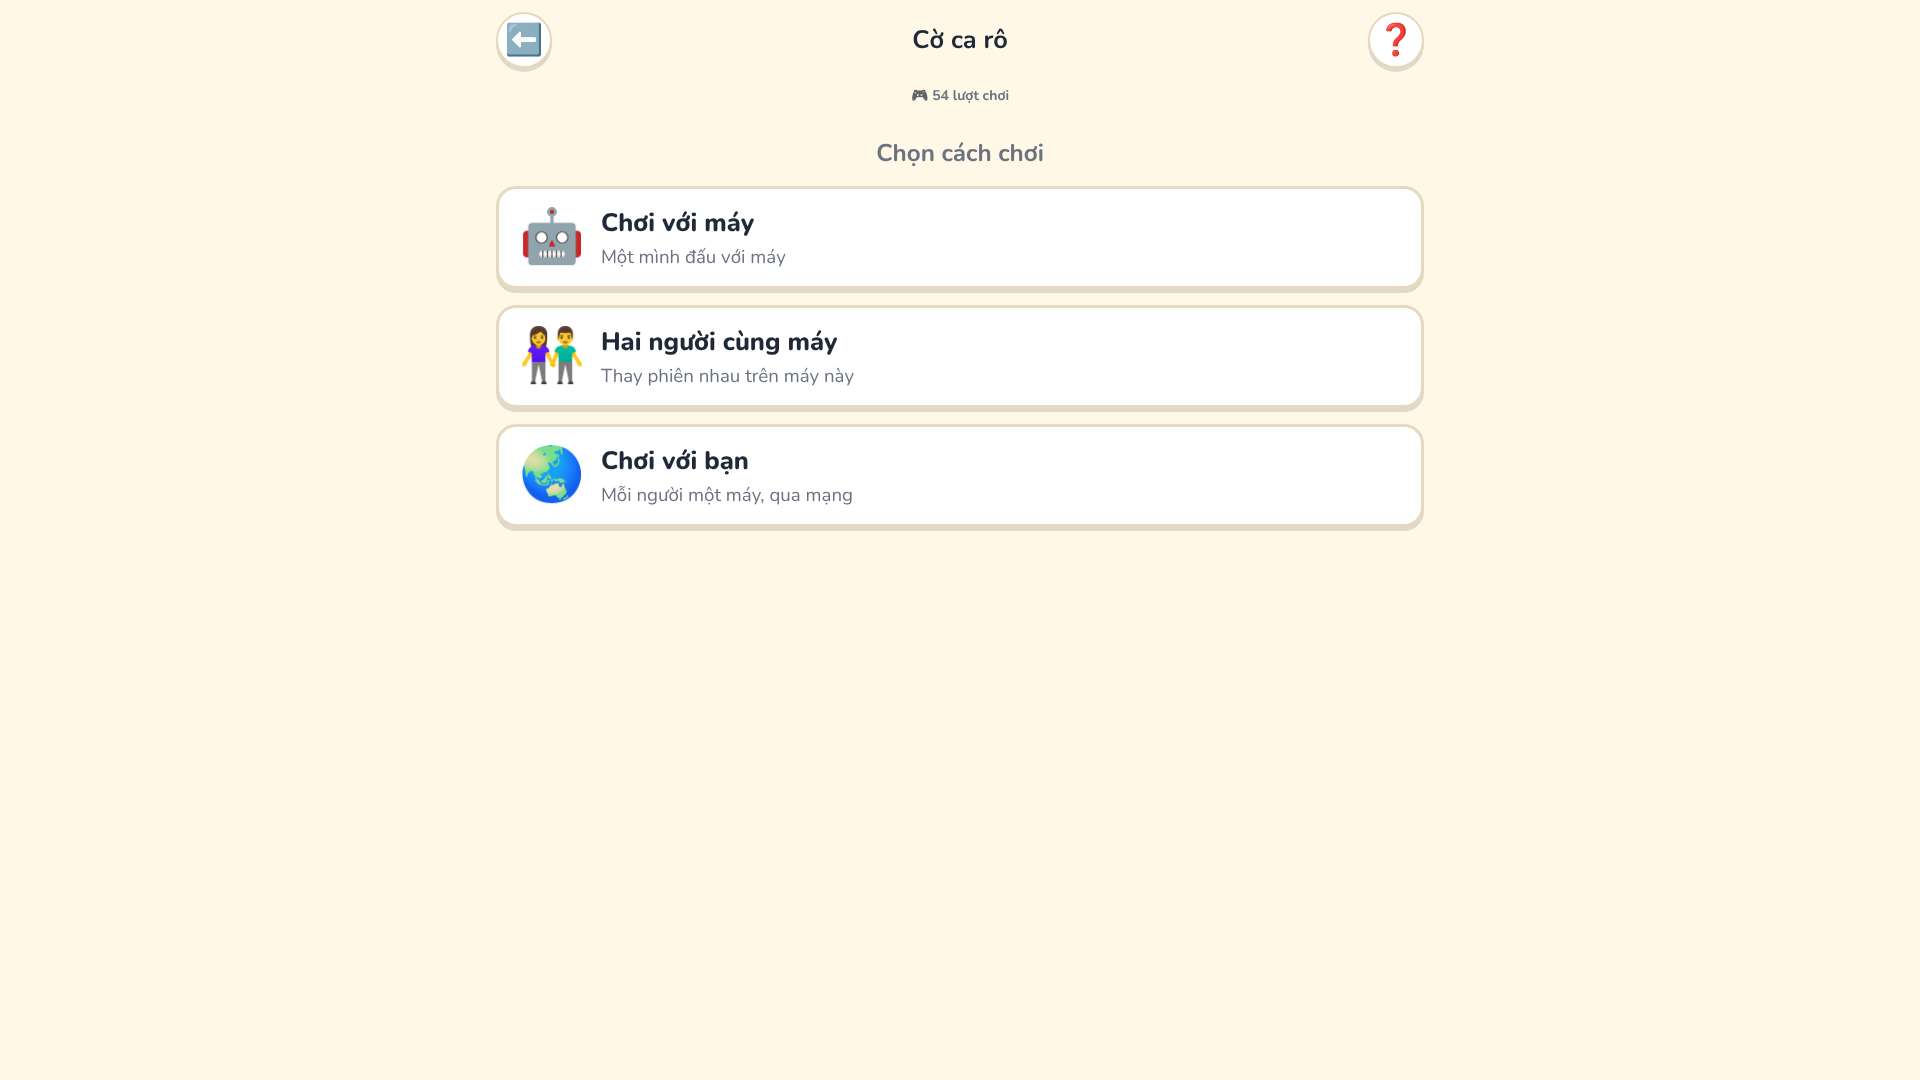 Cờ ca rô
54 lượt chơi
Chọn cách chơi
Chơi với máy
Một mình đấu với máy
Hai người cùng máy
Thay phiên nhau trên máy này
Chơi với bạn
Mỗi người một máy, qua mạng